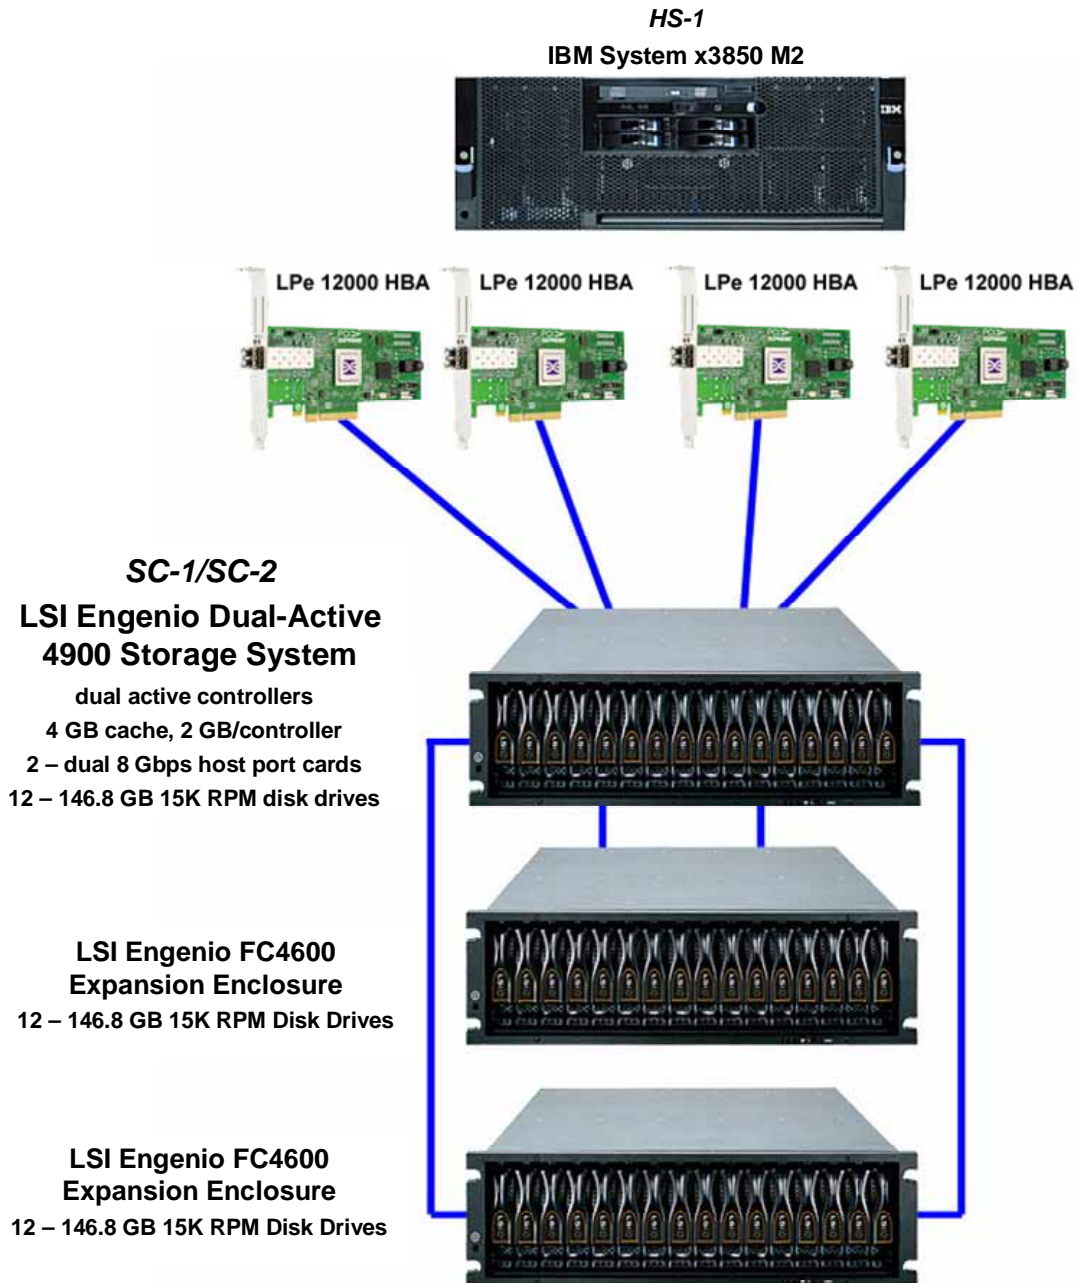 HS-1
IBM System x3850 M2
IBM
LPe 12000 HBA
LPe 12000 HBA
LPe 12000 HBA
LPe 12000 HBA
SC-1/SC-2
LSI Engenio Dual-Active
4900 Storage System
dual active controllers
4 GB cache, 2 GB/controller
2 – dual 8 Gbps host port cards
12 – 146.8 GB 15K RPM disk drives
LSI Engenio FC4600
Expansion Enclosure
12 – 146.8 GB 15K RPM Disk Drives
LSI Engenio FC4600
Expansion Enclosure
12 – 146.8 GB 15K RPM Disk Drives